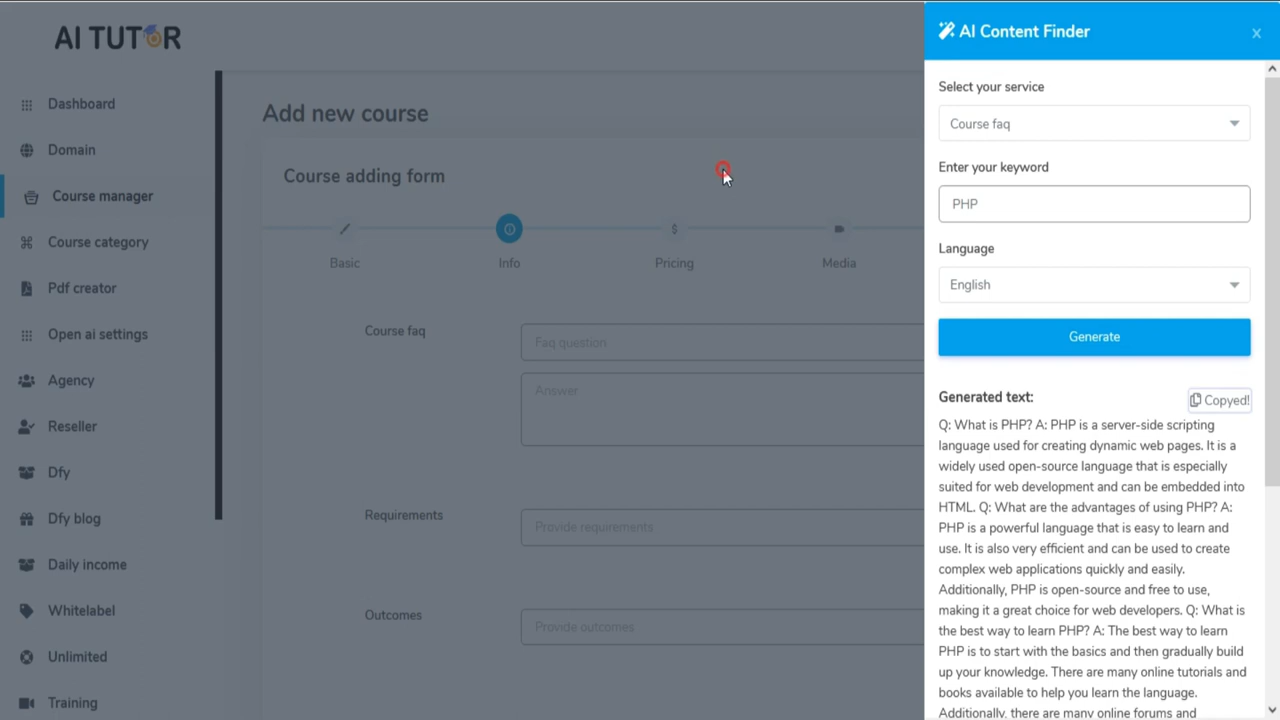 AI TUTOR
Dashboard
Domain
Course manager
Course category
Pdf creator
Open ai settings
Agency
Reseller
Dfy
Dfy blog
Daily income
Whitelabel
Unlimited
Training
Add new course
Course adding form
Basic
Info
Pricing
Media
Course faq
Faq question
Answer
Requirements
Provide requirements
Outcomes
Provide outcomes
AI Content Finder
x
Select your service
Course faq
Enter your keyword
PHP
Language
English
Generate
Generated text:
Copyed!
Q: What is PHP? A: PHP is a server-side scripting
language used for creating dynamic web pages. It is a
widely used open-source language that is especially
suited for web development and can be embedded into
HTML. Q: What are the advantages of using PHP? A:
PHP is a powerful language that is easy to learn and
use. It is also very efficient and can be used to create
complex web applications quickly and easily.
Additionally, PHP is open-source and free to use,
making it a great choice for web developers. Q: What is
the best way to learn PHP? A: The best way to learn
PHP is to start with the basics and then gradually build
up your knowledge. There are many online tutorials and
books available to help you learn the language.
Additionally, there are many online forums and